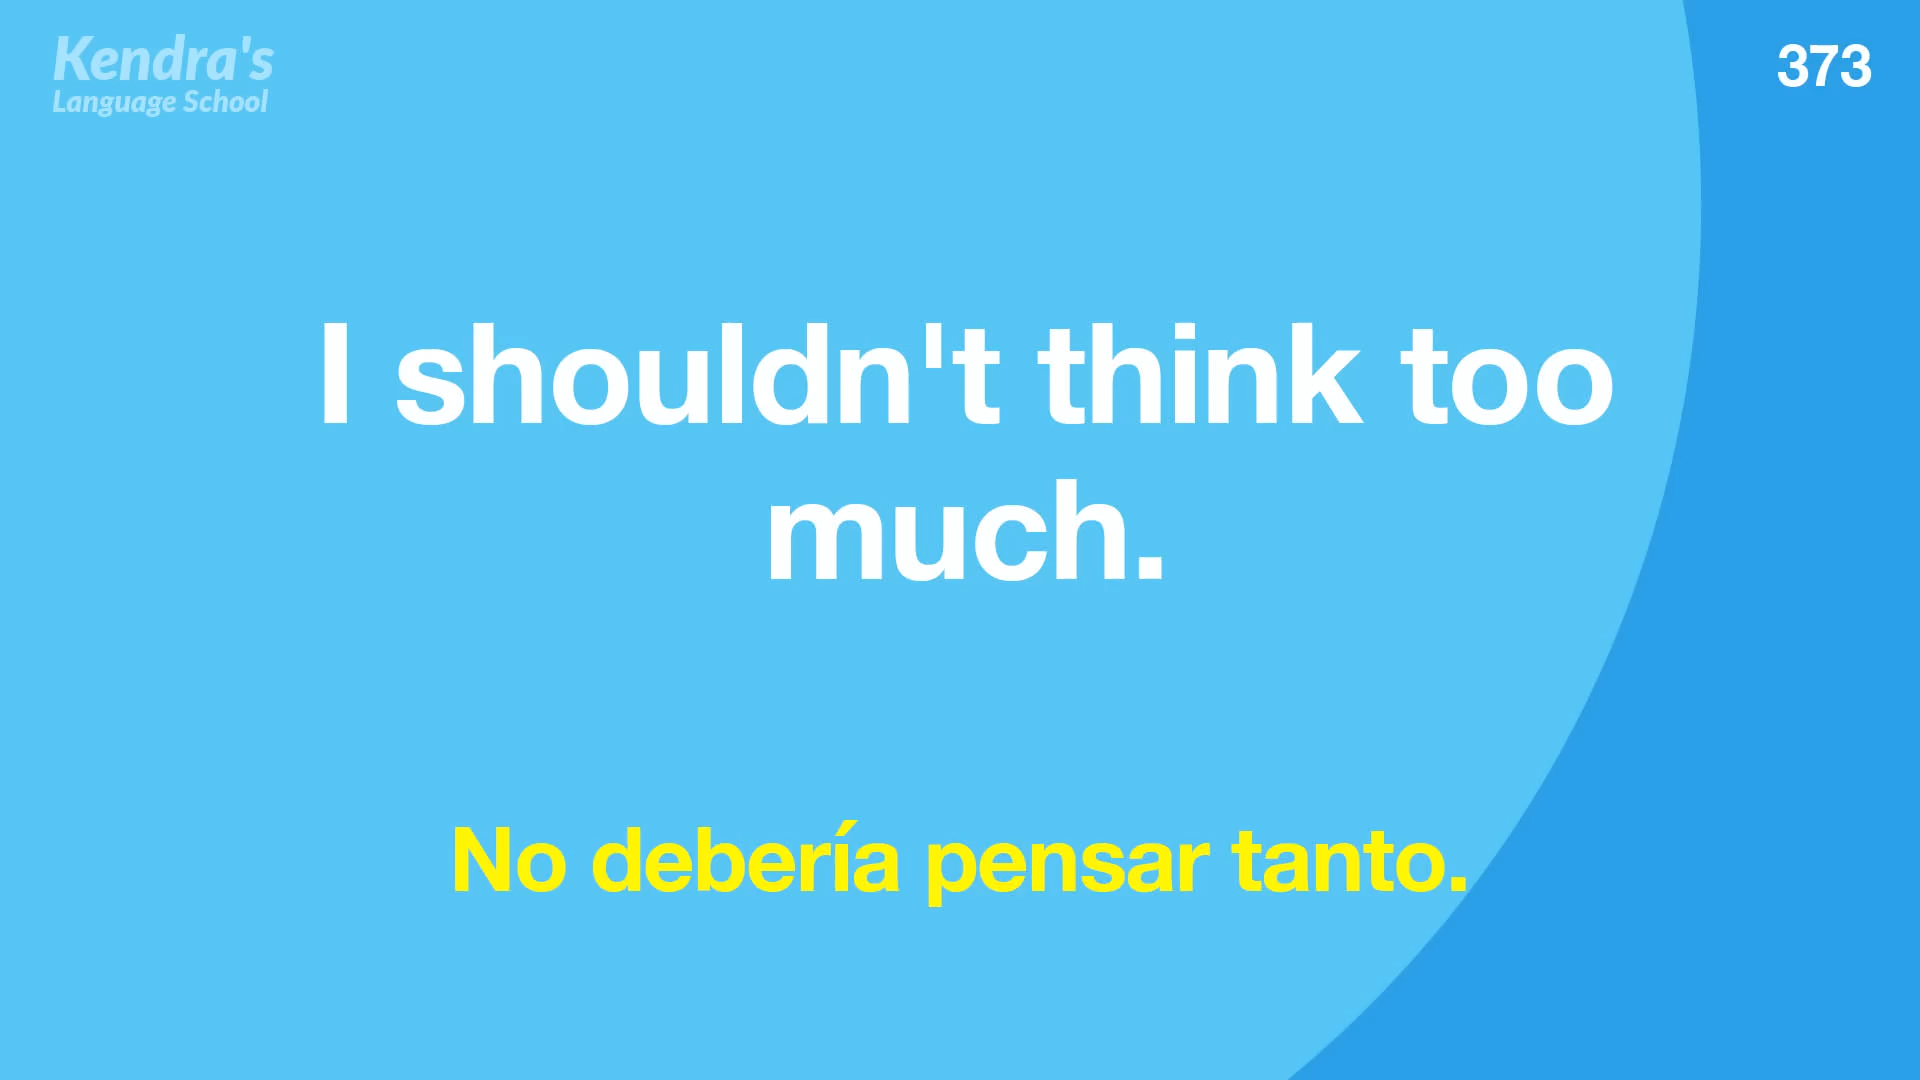 Kendra's
Language School
373
I shouldn't think too
much.
No debería pensar tanto.